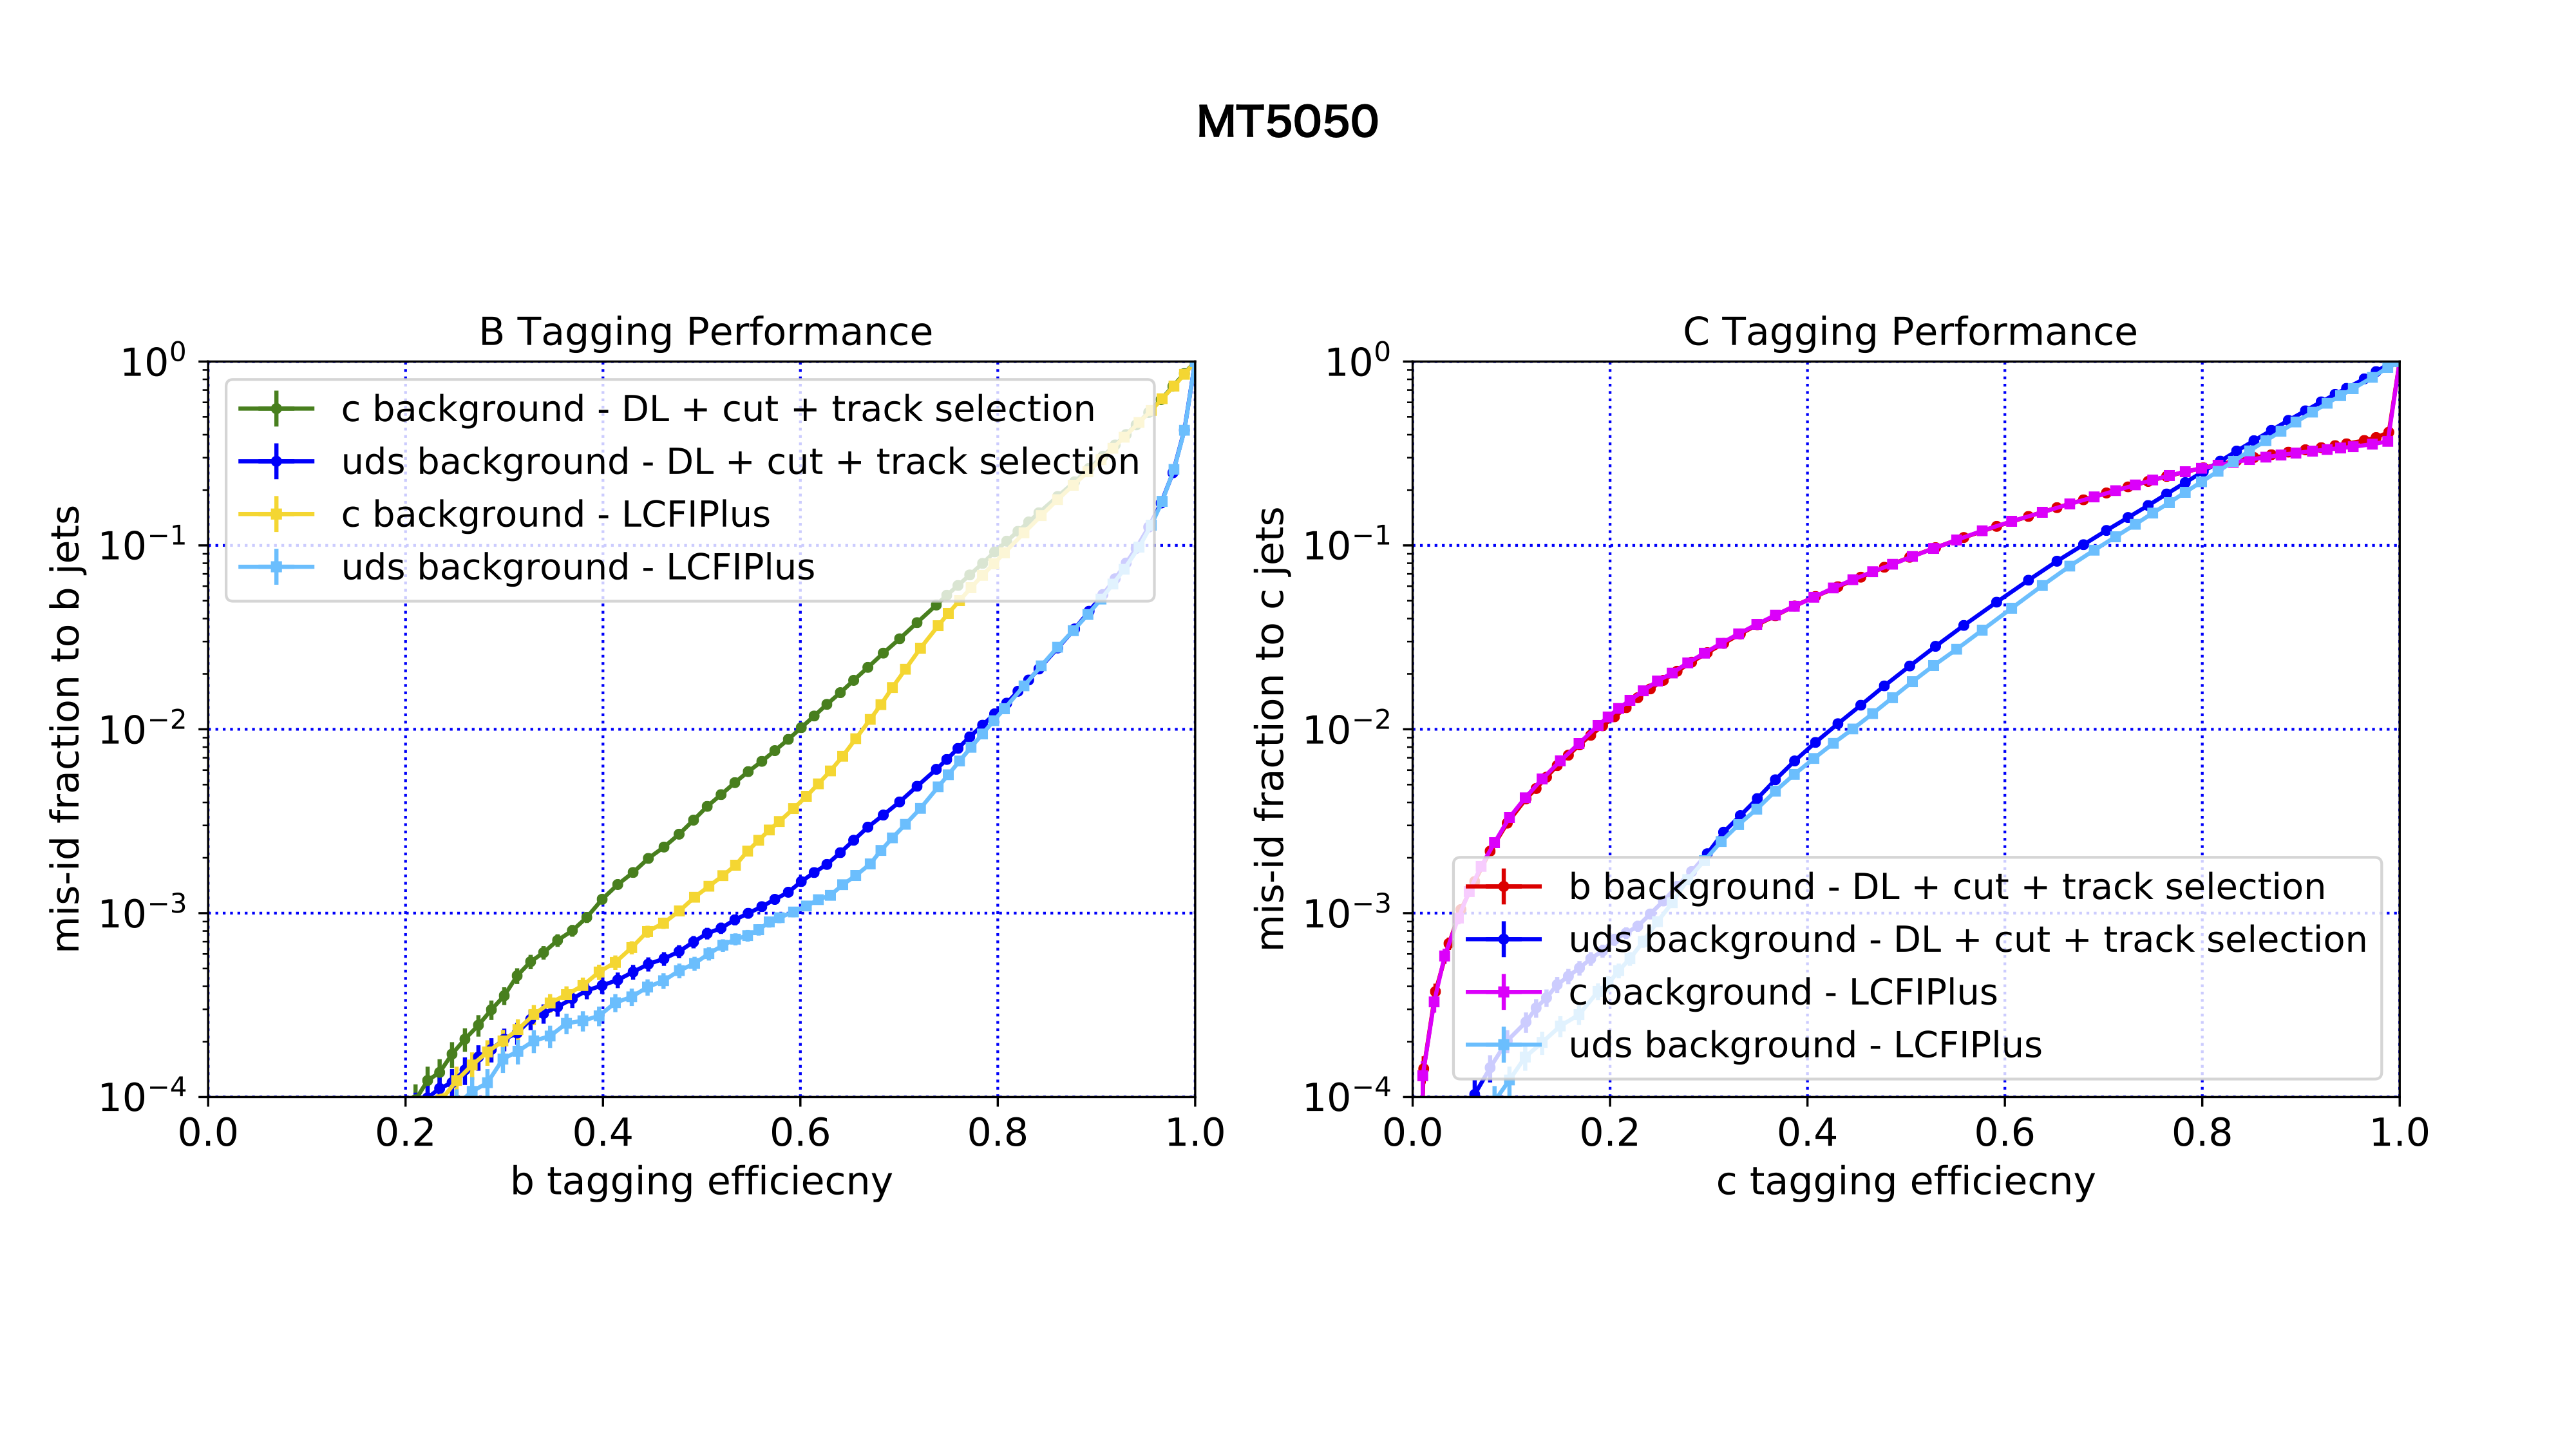 MT5050
B Tagging Performance
10⁰
10⁻¹
10⁻²
10⁻³
10⁻⁴
mis-id fraction to b jets
c background - DL + cut + track selection
uds background - DL + cut + track selection
c background - LCFIPlus
uds background - LCFIPlus
0.0 0.2 0.4 0.6 0.8 1.0
b tagging efficiecny
C Tagging Performance
10⁰
10⁻¹
10⁻²
10⁻³
10⁻⁴
mis-id fraction to c jets
b background - DL + cut + track selection
uds background - DL + cut + track selection
c background - LCFIPlus
uds background - LCFIPlus
0.0 0.2 0.4 0.6 0.8 1.0
c tagging efficiecny